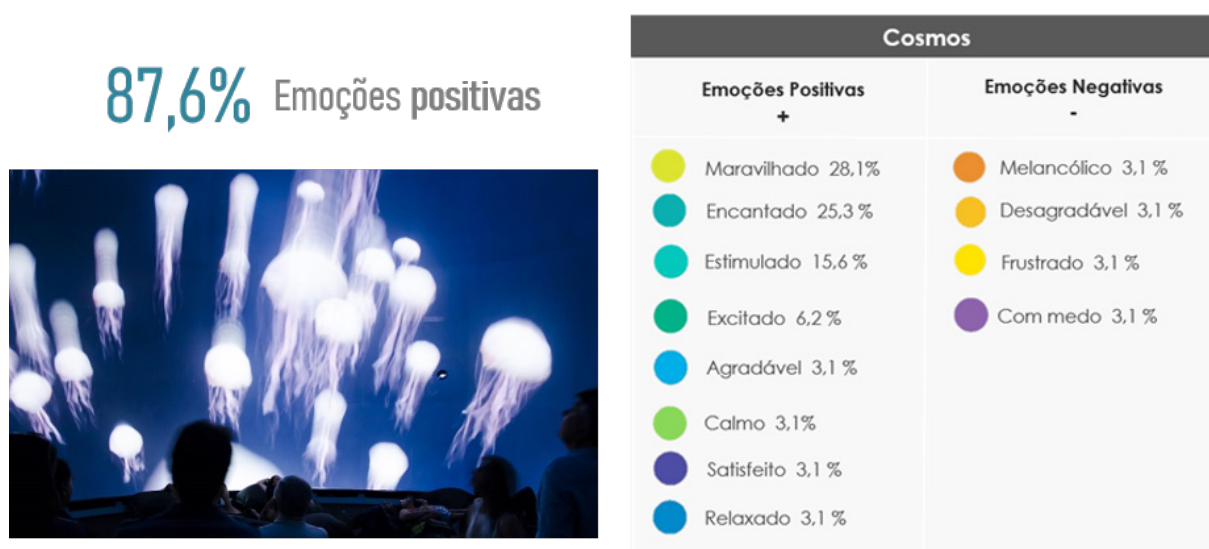 87,6% Emoções positivas
Cosmos
Emoções Positivas
+
Maravilhado 28,1%
Encantado 25,3 %
Estimulado 15,6 %
Excitado 6,2 %
Agradável 3,1 %
Calmo 3,1%
Satisfeito 3,1 %
Relaxado 3,1 %
Emoções Negativas
-
Melancólico 3,1 %
Desagradável 3,1 %
Frustrado 3,1 %
Com medo 3,1 %